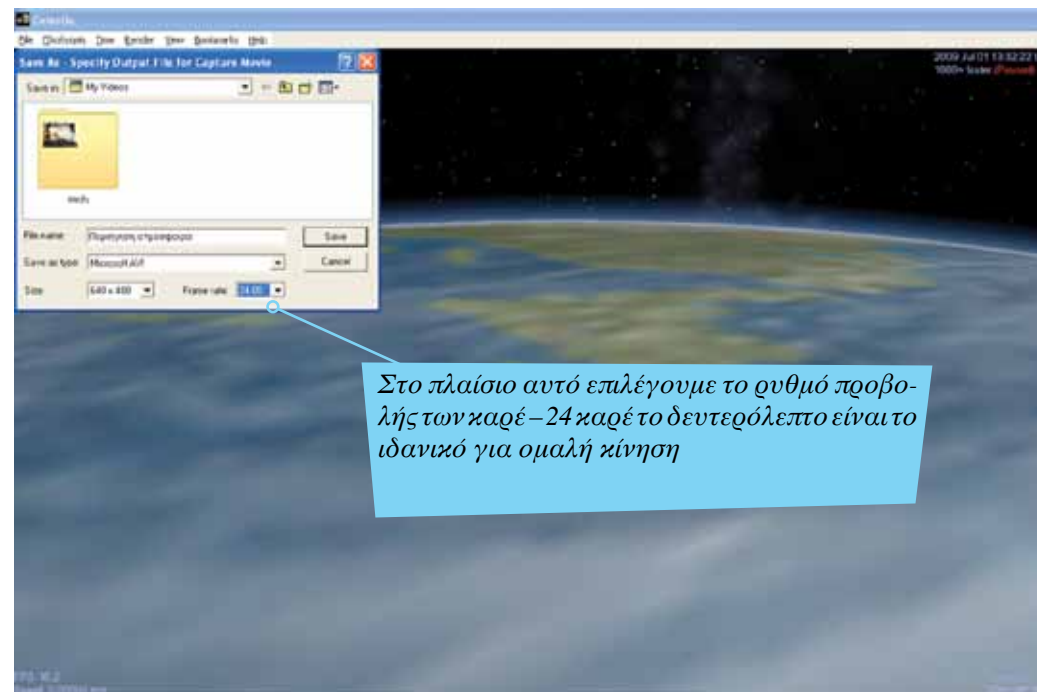 Celestia
File Navigation Time Render View Bookmarks Help
Save As - Specify Output File for Capture Movie
Save in: My Videos
File name: 
Save
Save as type: Microsoft AVI
Cancel
Size: 640 x 480 Frame rate: 24.00
2009 Jul 01 13:52:22
(Paused)
Στο πλαίσιο αυτό επιλέγουμε το ρυθμό προβο-
λής των καρέ – 24 καρέ το δευτερόλεπτο είναι το
ιδανικό για ομαλή κίνηση